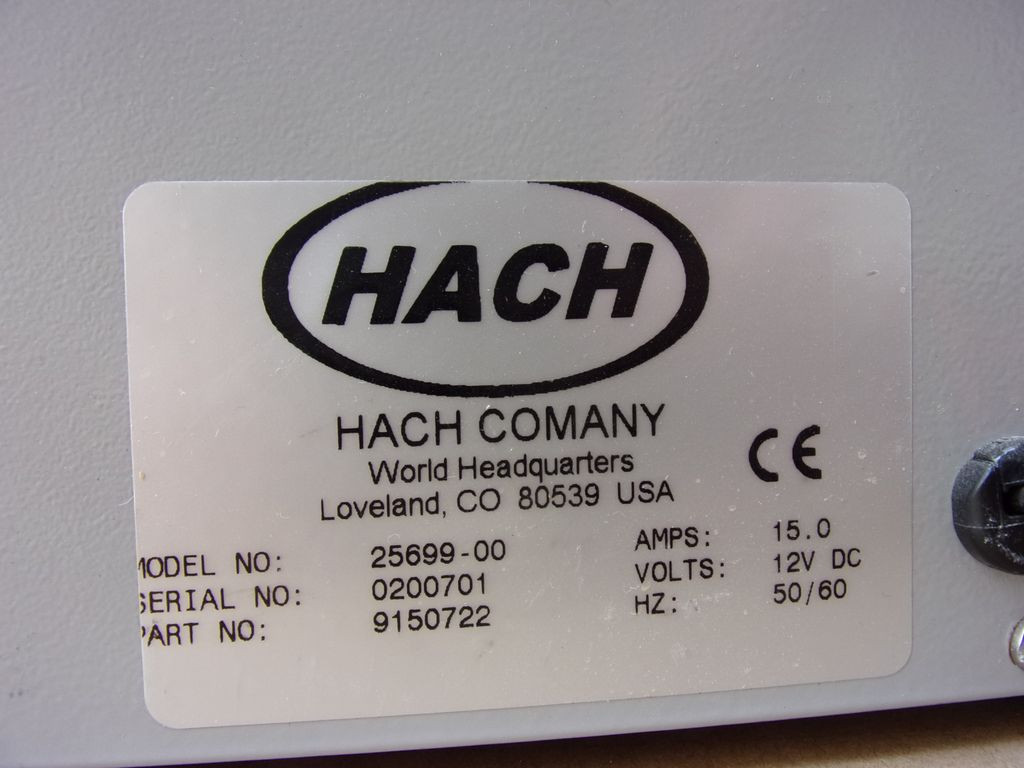 HACH
HACH COMANY
World Headquarters
Loveland, CO 80539 USA
CE
MODEL NO: 25699-00
SERIAL NO: 0200701
PART NO: 9150722
AMPS: 15.0
VOLTS: 12V DC
HZ: 50/60